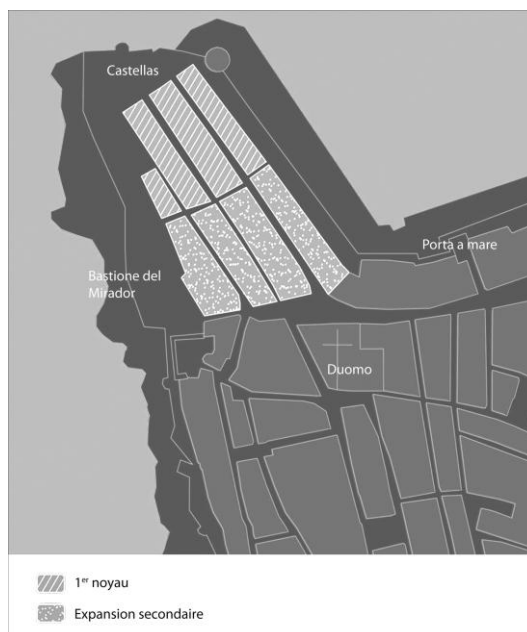 Castellas
Porta a mare
Bastione del
Mirador
Duomo
1er noyau
Expansion secondaire